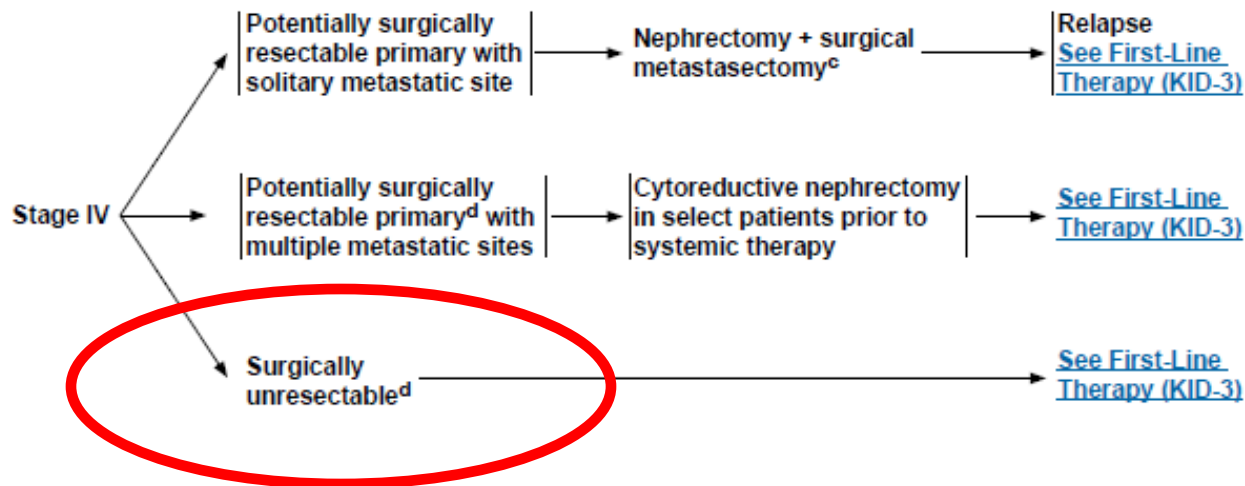 Potentially surgically
resectable primary with
solitary metastatic site
Nephrectomy + surgical
metastasectomyᶜ
Relapse
See First-Line
Therapy (KID-3)
Stage IV
Potentially surgically
resectable primaryᵈ with
multiple metastatic sites
Cytoreductive nephrectomy
in select patients prior to
systemic therapy
See First-Line
Therapy (KID-3)
Surgically
unresectableᵈ
See First-Line
Therapy (KID-3)